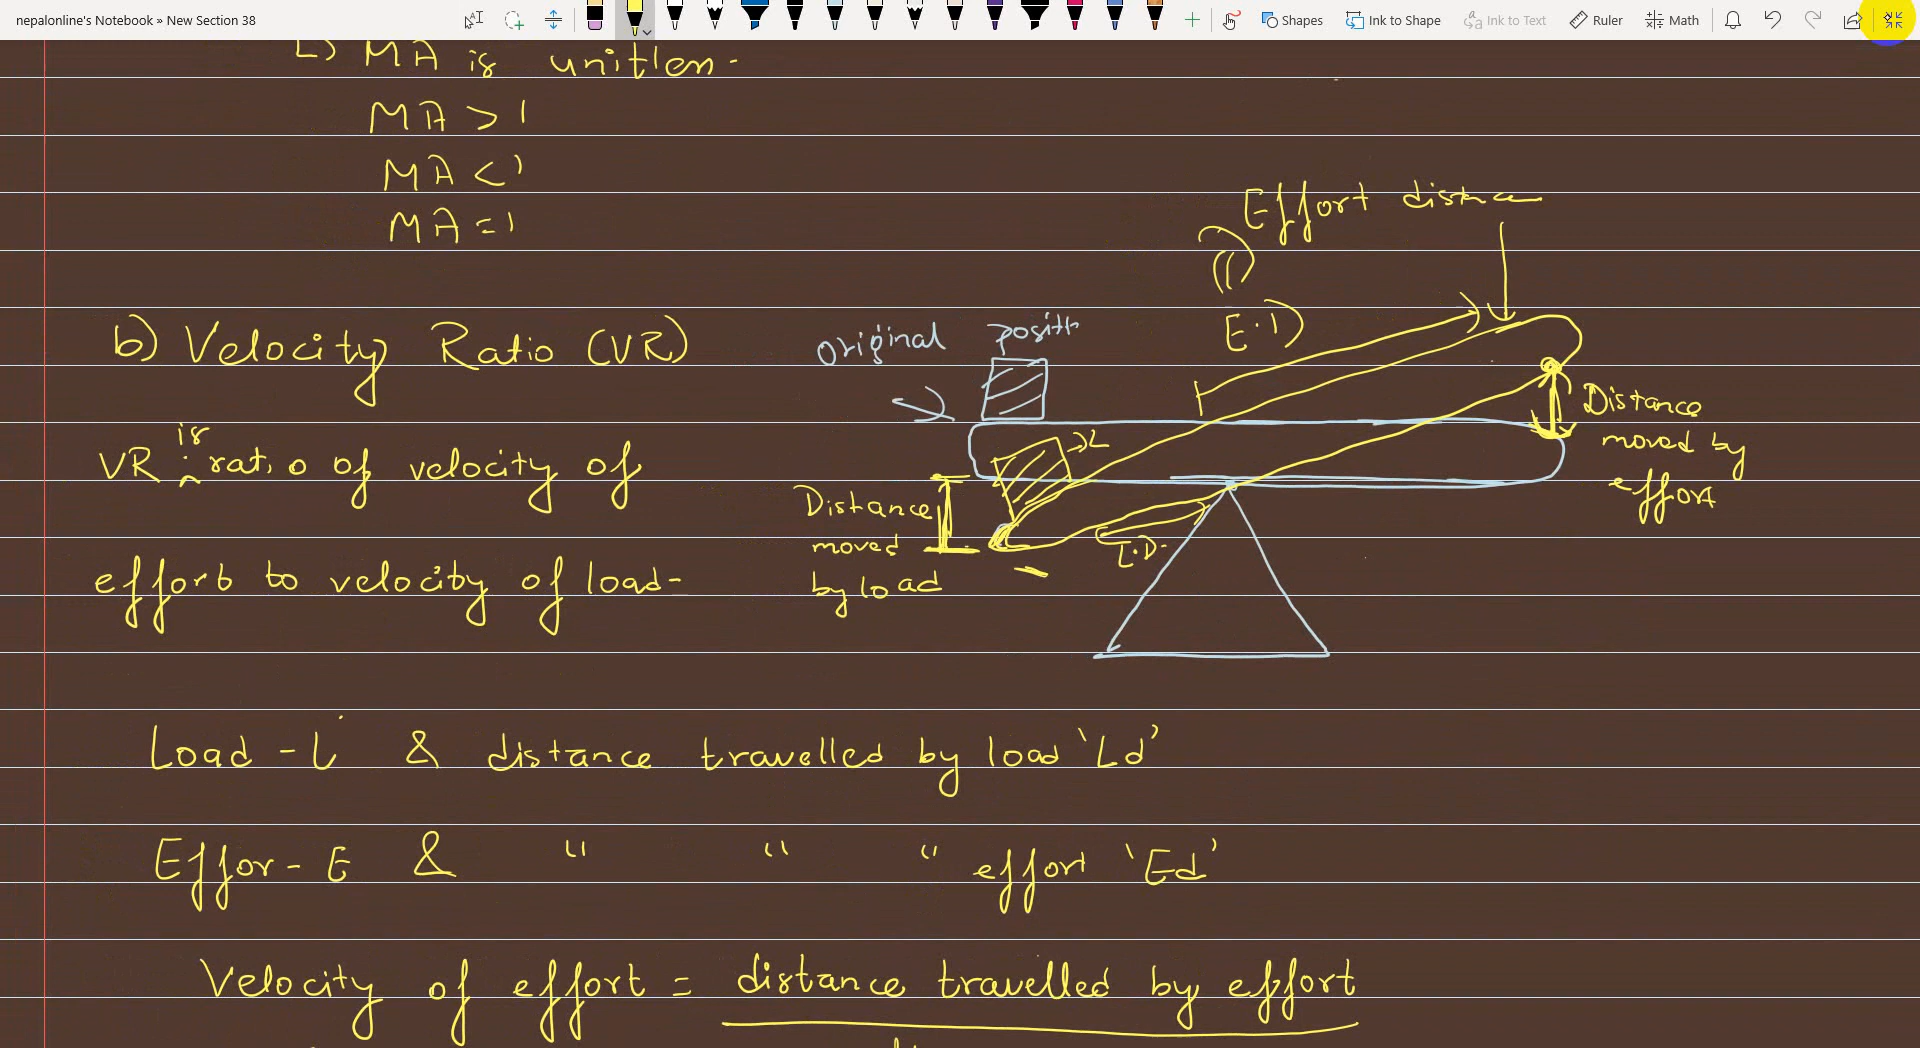 nepalonline's Notebook » New Section 38
Shapes
Ink to Shape
Ink to Text
Ruler
Math
MA is unitless.
MA > 1
MA < 1
MA = 1
b) Velocity Ratio (VR)
VR is ratio of velocity of
effort to velocity of load-
Original
Effort distance
E.D
Distance
moved by
effort
→L
Distance
moved
by load
L.D.
Load - L & distance travelled by load 'Ld'
Effor - E & " " " effort 'Ed'
Velocity of effort = distance travelled by effort